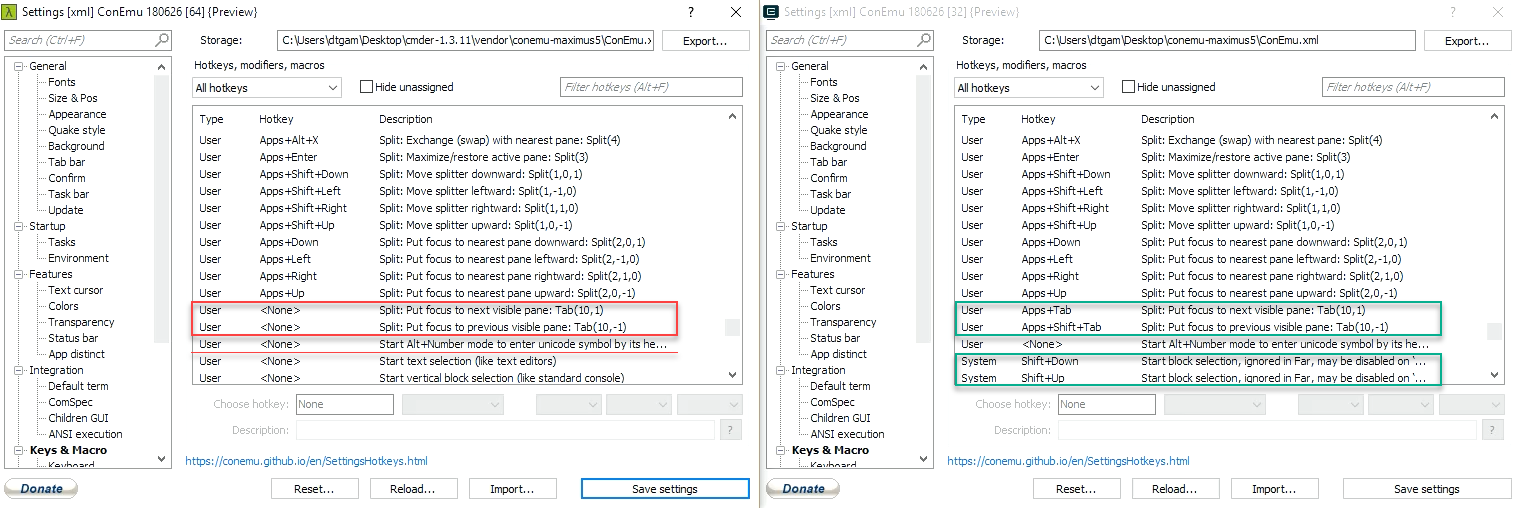 Settings [xml] ConEmu 180626 [64] {Preview}
?
Search (Ctrl+F)
Storage:
C:\Users\dtgam\Desktop\cmder-1.3.11\vendor\conemu-maximus5\ConEmu.x
Export...
General
Fonts
Size & Pos
Appearance
Quake style
Background
Tab bar
Confirm
Task bar
Update
Startup
Tasks
Environment
Features
Text cursor
Colors
Transparency
Status bar
App distinct
Integration
Default term
ComSpec
Children GUI
ANSI execution
Keys & Macro
Keyboard
Hotkeys, modifiers, macros
All hotkeys
Hide unassigned
Filter hotkeys (Alt+F)
Type Hotkey Description
User Apps+Alt+X Split: Exchange (swap) with nearest pane: Split(4)
User Apps+Enter Split: Maximize/restore active pane: Split(3)
User Apps+Shift+Down Split: Move splitter downward: Split(1,0,1)
User Apps+Shift+Left Split: Move splitter leftward: Split(1,-1,0)
User Apps+Shift+Right Split: Move splitter rightward: Split(1,1,0)
User Apps+Shift+Up Split: Move splitter upward: Split(1,0,-1)
User Apps+Down Split: Put focus to nearest pane downward: Split(2,0,1)
User Apps+Left Split: Put focus to nearest pane leftward: Split(2,-1,0)
User Apps+Right Split: Put focus to nearest pane rightward: Split(2,1,0)
User Apps+Up Split: Put focus to nearest pane upward: Split(2,0,-1)
User <None> Split: Put focus to next visible pane: Tab(10,1)
User <None> Split: Put focus to previous visible pane: Tab(10,-1)
User <None> Start Alt+Number mode to enter unicode symbol by its he...
User <None> Start text selection (like text editors)
User <None> Start vertical block selection (like standard console)
Choose hotkey: None
Description:
?
https://conemu.github.io/en/SettingsHotkeys.html
Donate
Reset...
Reload...
Import...
Save settings
Settings [xml] ConEmu 180626 [32] {Preview}
?
Search (Ctrl+F)
Storage:
C:\Users\dtgam\Desktop\conemu-maximus5\ConEmu.xml
Export...
General
Fonts
Size & Pos
Appearance
Quake style
Background
Tab bar
Confirm
Task bar
Update
Startup
Tasks
Environment
Features
Text cursor
Colors
Transparency
Status bar
App distinct
Integration
Default term
ComSpec
Children GUI
ANSI execution
Keys & Macro
Keyboard
Hotkeys, modifiers, macros
All hotkeys
Hide unassigned
Filter hotkeys (Alt+F)
Type Hotkey Description
User Apps+Alt+X Split: Exchange (swap) with nearest pane: Split(4)
User Apps+Enter Split: Maximize/restore active pane: Split(3)
User Apps+Shift+Down Split: Move splitter downward: Split(1,0,1)
User Apps+Shift+Left Split: Move splitter leftward: Split(1,-1,0)
User Apps+Shift+Right Split: Move splitter rightward: Split(1,1,0)
User Apps+Shift+Up Split: Move splitter upward: Split(1,0,-1)
User Apps+Down Split: Put focus to nearest pane downward: Split(2,0,1)
User Apps+Left Split: Put focus to nearest pane leftward: Split(2,-1,0)
User Apps+Right Split: Put focus to nearest pane rightward: Split(2,1,0)
User Apps+Up Split: Put focus to nearest pane upward: Split(2,0,-1)
User Apps+Tab Split: Put focus to next visible pane: Tab(10,1)
User Apps+Shift+Tab Split: Put focus to previous visible pane: Tab(10,-1)
User <None> Start Alt+Number mode to enter unicode symbol by its he...
System Shift+Down Start block selection, ignored in Far, may be disabled on `...
System Shift+Up Start block selection, ignored in Far, may be disabled on `...
Choose hotkey: None
Description:
?
https://conemu.github.io/en/SettingsHotkeys.html
Donate
Reset...
Reload...
Import...
Save settings